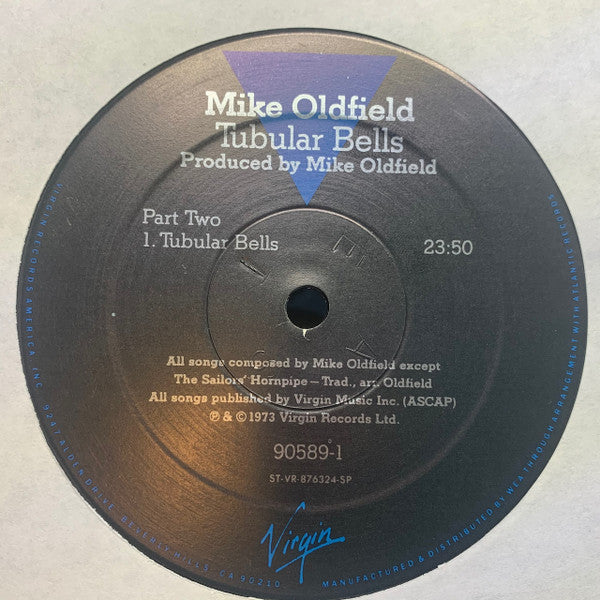 Mike Oldfield
Tubular Bells
Produced by Mike Oldfield
Part Two
1. Tubular Bells 23:50
All songs composed by Mike Oldfield except
The Sailors' Hornpipe – Trad., arr. Oldfield
All songs published by Virgin Music Inc. (ASCAP)
℗ & © 1973 Virgin Records Ltd.
90589-1
ST-VR-876324-SP
Virgin
VIRGIN RECORDS AMERICA, INC., 9247 ALDEN DRIVE, BEVERLY HILLS, CA 90210
MANUFACTURED & DISTRIBUTED BY WEA THROUGH ARRANGEMENT WITH ATLANTIC RECORDS